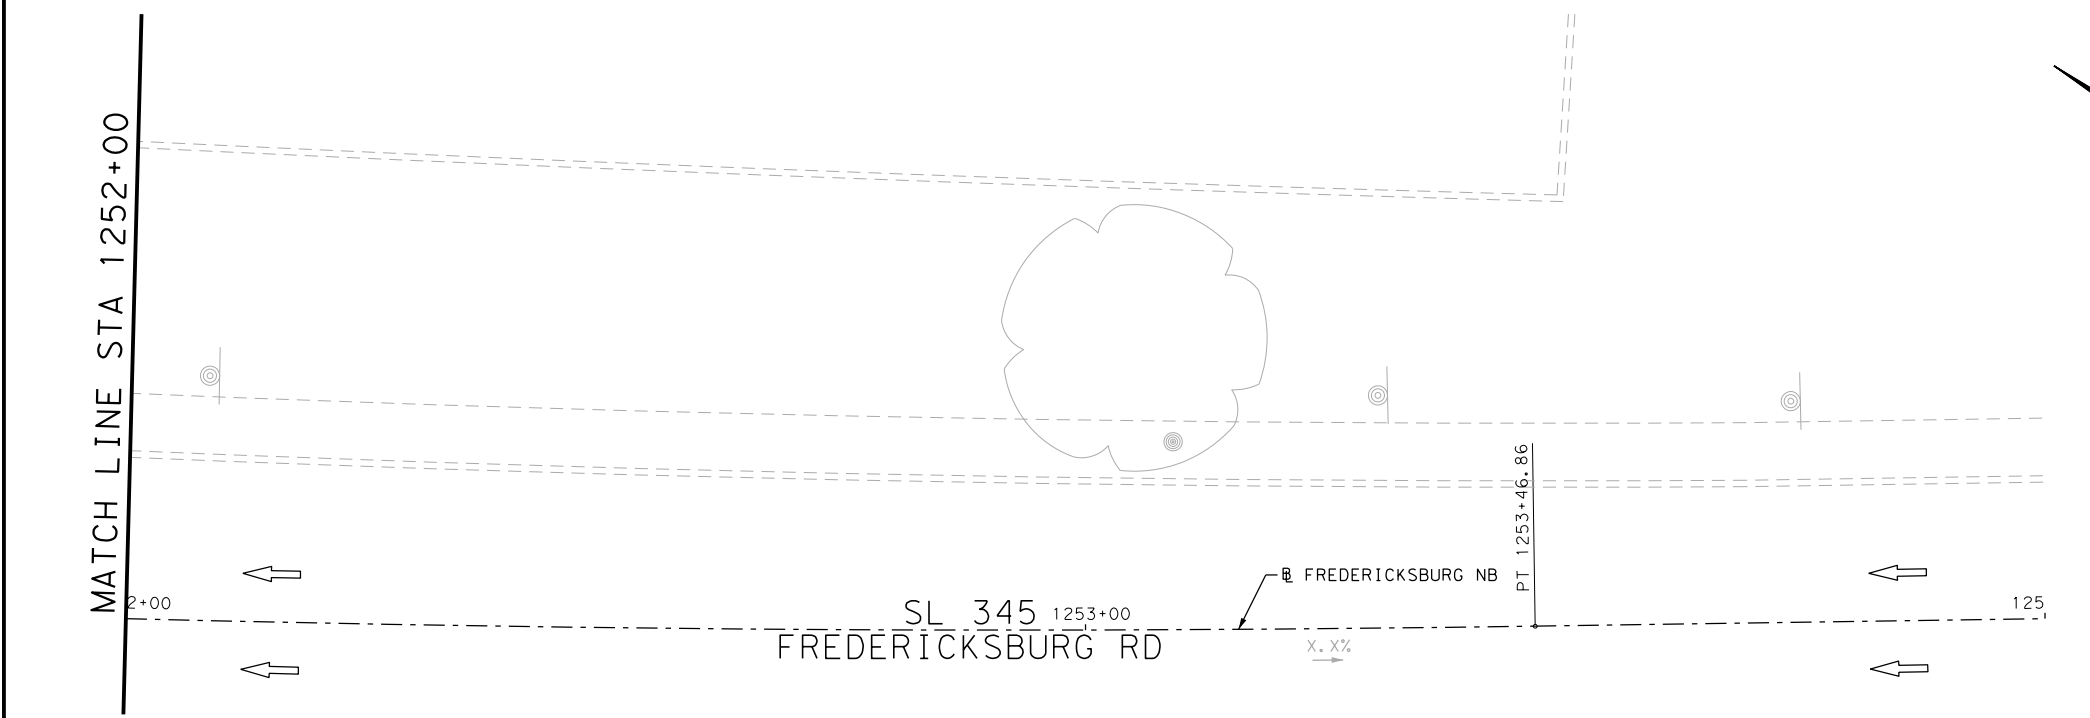 MATCH LINE STA 1252+00
PT 1253+46.86
℄ FREDERICKSBURG NB
2+00
SL 345
1253+00
125
FREDERICKSBURG RD
X.X%